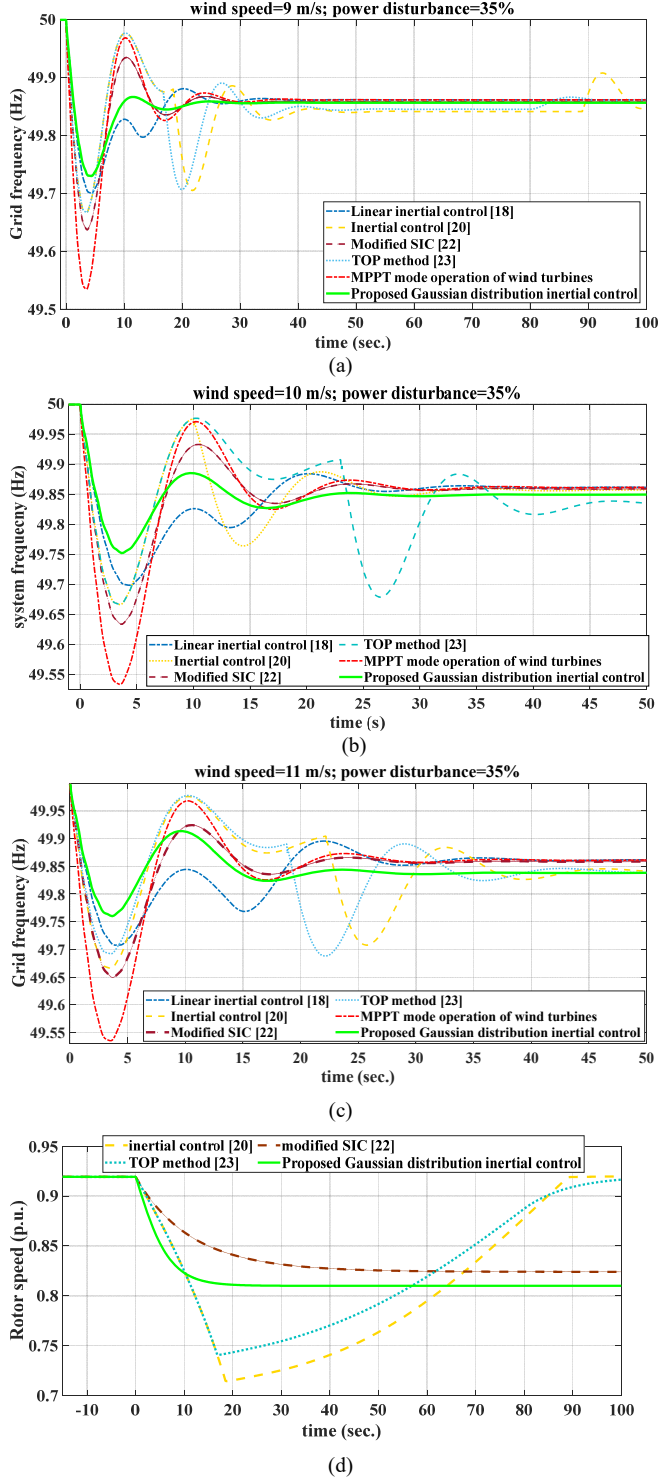 wind speed=9 m/s; power disturbance=35%
50
49.9
49.8
49.7
49.6
49.5
Grid frequency (Hz)
Linear inertial control [18]
Inertial control [20]
Modified SIC [22]
TOP method [23]
MPPT mode operation of wind turbines
Proposed Gaussian distribution inertial control
0 10 20 30 40 50 60 70 80 90 100
time (sec.)
(a)
wind speed=10 m/s; power disturbance=35%
50
49.95
49.9
49.85
49.8
49.75
49.7
49.65
49.6
49.55
system frequecnuy (Hz)
Linear inertial control [18] TOP method [23]
Inertial control [20] MPPT mode operation of wind turbines
Modified SIC [22] Proposed Gaussian distribution inertial control
0 5 10 15 20 25 30 35 40 45 50
time (s)
(b)
wind speed=11 m/s; power disturbance=35%
49.95
49.9
49.85
49.8
49.75
49.7
49.65
49.6
49.55
Grid frequency (Hz)
Linear inertial control [18] TOP method [23]
Inertial control [20] MPPT mode operation of wind turbines
Modified SIC [22] Proposed Gaussian distribution inertial control
0 5 10 15 20 25 30 35 40 45 50
time (sec.)
(c)
inertial control [20] modified SIC [22]
TOP method [23] Proposed Gaussian distribution inertial control
0.95
0.9
0.85
0.8
0.75
0.7
Rotor speed (p.u.)
-10 0 10 20 30 40 50 60 70 80 90 100
time (sec.)
(d)